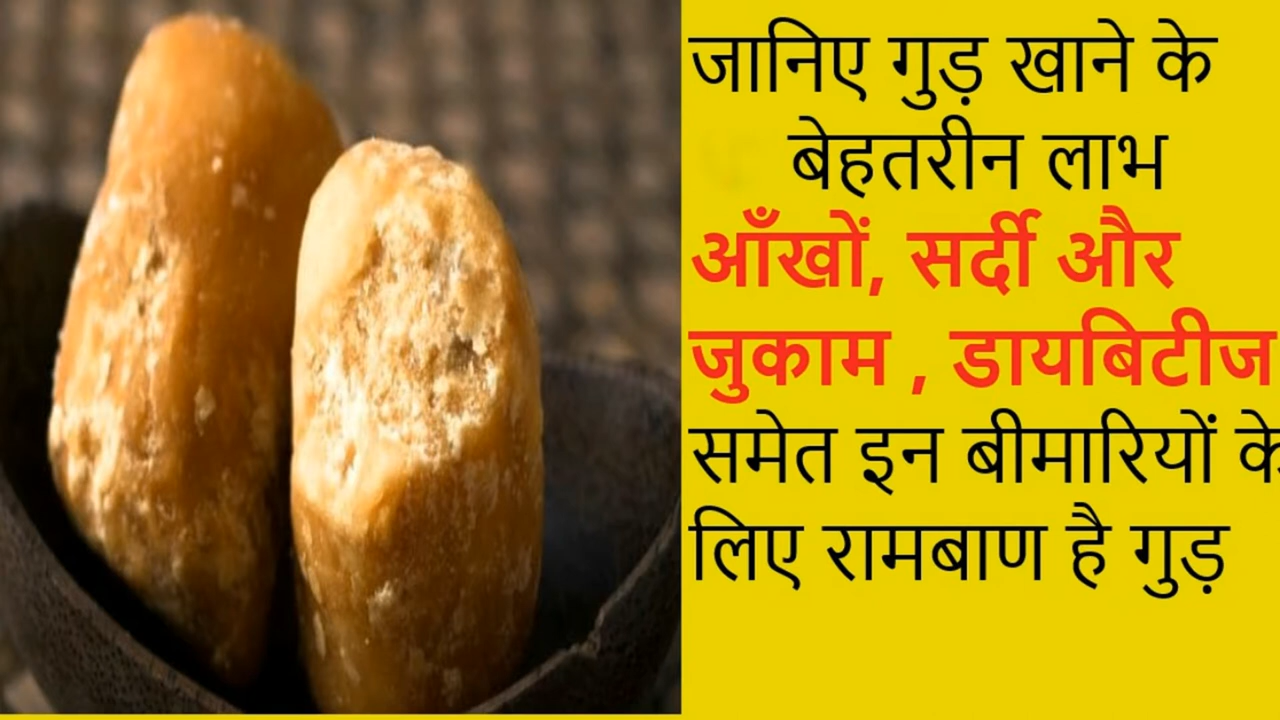 जानिए गुड़ खाने के
बेहतरीन लाभ
आँखों, सर्दी और
जुकाम , डायबिटीज
समेत इन बीमारियों के
लिए रामबाण है गुड़